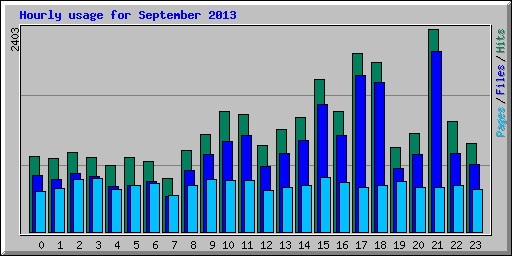 Hourly usage for September 2013
2403
Pages / Files / Hits
0 1 2 3 4 5 6 7 8 9 10 11 12 13 14 15 16 17 18 19 20 21 22 23